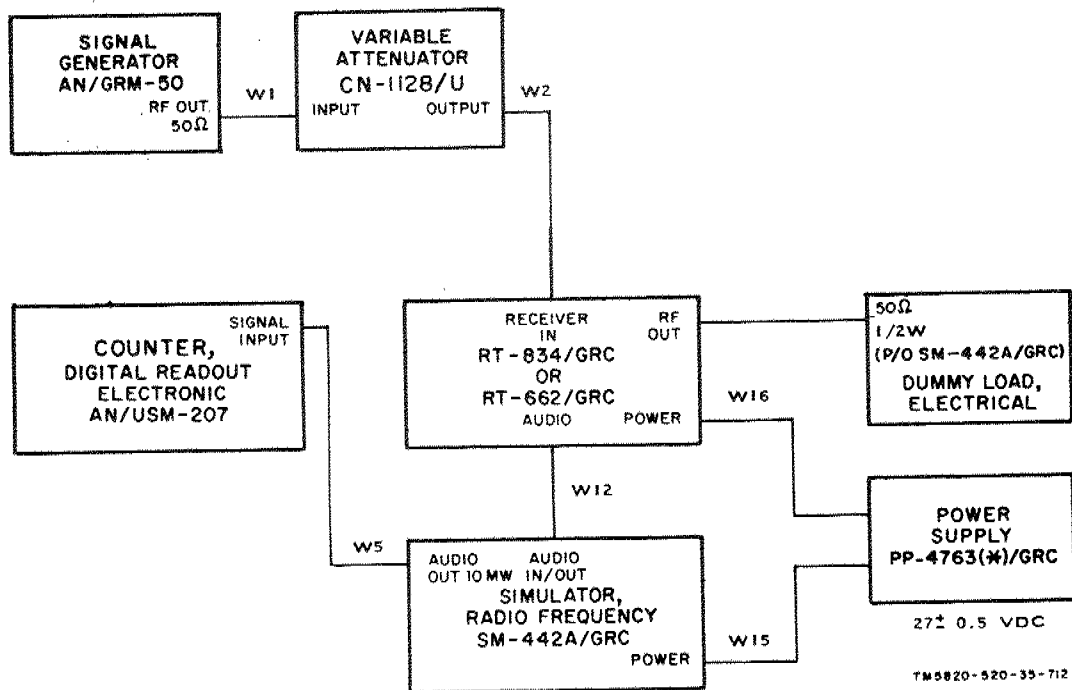 SIGNAL
GENERATOR
AN/GRM-50
RF OUT
50Ω
W1
VARIABLE
ATTENUATOR
CN-1128/U
INPUT OUTPUT
W2
COUNTER,
DIGITAL READOUT
ELECTRONIC
AN/USM-207
SIGNAL
INPUT
RECEIVER
IN
RF
OUT
RT-834/GRC
OR
RT-662/GRC
AUDIO
POWER
50Ω
1/2W
(P/O SM-442A/GRC)
DUMMY LOAD,
ELECTRICAL
W16
W12
W5
AUDIO
OUT 10 MW
AUDIO
IN/OUT
SIMULATOR,
RADIO FREQUENCY
SM-442A/GRC
POWER
W15
POWER
SUPPLY
PP-4763(*)/GRC
27± 0.5 VDC
TM5820-520-35-712